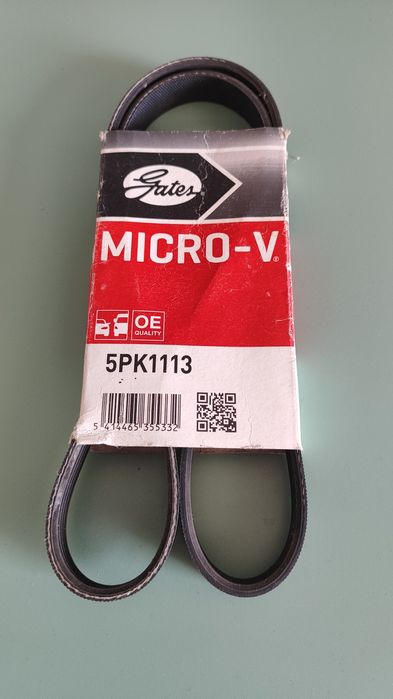 Gates
MICRO-V®
OE
QUALITY
5PK1113
5 414465 355332